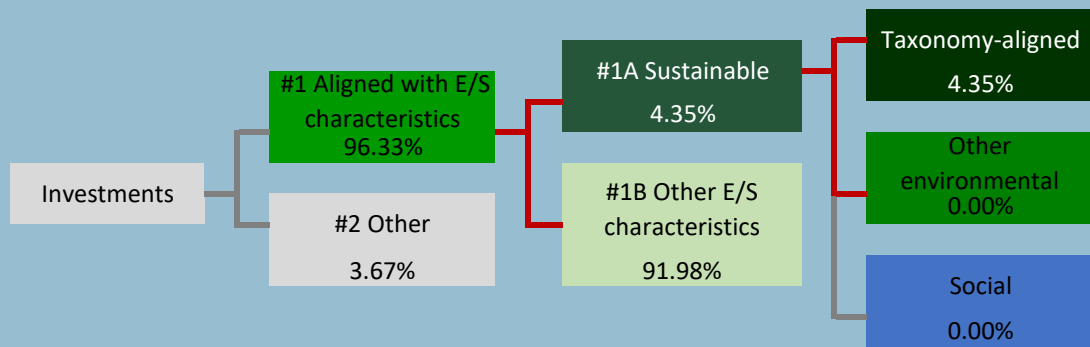 Investments
#1 Aligned with E/S
characteristics
96.33%
#2 Other
3.67%
#1A Sustainable
4.35%
#1B Other E/S
characteristics
91.98%
Taxonomy-aligned
4.35%
Other
environmental
0.00%
Social
0.00%